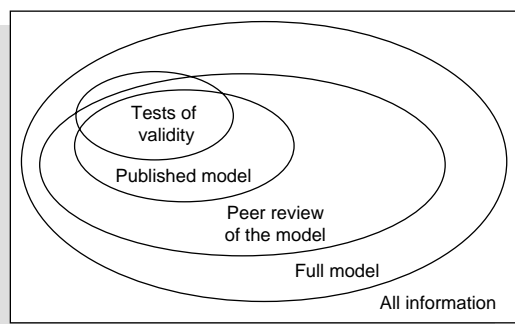 Tests of
validity
Published model
Peer review
of the model
Full model
All information